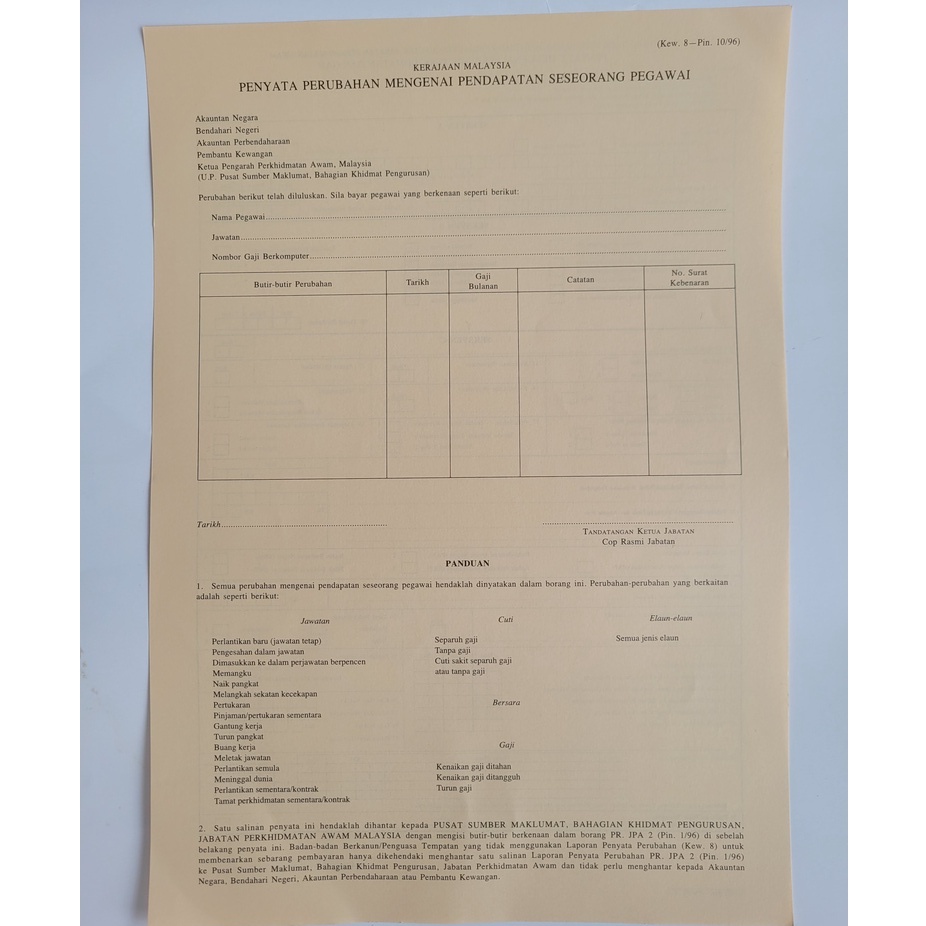 (Kew. 8—Pin. 10/96)
KERAJAAN MALAYSIA
PENYATA PERUBAHAN MENGENAI PENDAPATAN SESEORANG PEGAWAI
Akauntan Negara
Bendahari Negeri
Akauntan Perbendaharaan
Pembantu Kewangan
Ketua Pengarah Perkhidmatan Awam, Malaysia
(U.P. Pusat Sumber Maklumat, Bahagian Khidmat Pengurusan)
Perubahan berikut telah diluluskan. Sila bayar pegawai yang berkenaan seperti berikut:
Nama Pegawai
Jawatan
Nombor Gaji Berkomputer
Butir-butir Perubahan
Tarikh
Gaji
Bulanan
Catatan
No. Surat
Kebenaran
Tarikh
TANDATANGAN KETUA JABATAN
Cop Rasmi Jabatan
PANDUAN
1. Semua perubahan mengenai pendapatan seseorang pegawai hendaklah dinyatakan dalam borang ini. Perubahan-perubahan yang berkaitan
adalah seperti berikut:
Jawatan
Perlantikan baru (jawatan tetap)
Pengesahan dalam jawatan
Dimasukkan ke dalam perjawatan berpencen
Memangku
Naik pangkat
Melangkah sekatan kecekapan
Pertukaran
Pinjaman/pertukaran sementara
Gantung kerja
Turun pangkat
Buang kerja
Meletak jawatan
Perlantikan semula
Meninggal dunia
Perlantikan sementara/kontrak
Tamat perkhidmatan sementara/kontrak
Cuti
Separuh gaji
Tanpa gaji
Cuti sakit separuh gaji
atau tanpa gaji
Bersara
Gaji
Kenaikan gaji ditahan
Kenaikan gaji ditangguh
Turun gaji
Elaun-elaun
Semua jenis elaun
2. Satu salinan penyata ini hendaklah dihantar kepada PUSAT SUMBER MAKLUMAT, BAHAGIAN KHIDMAT PENGURUSAN,
JABATAN PERKHIDMATAN AWAM MALAYSIA dengan mengisi butir-butir berkenaan dalam borang PR. JPA 2 (Pin. 1/96) di sebelah
belakang penyata ini. Badan-badan Berkanun/Penguasa Tempatan yang tidak menggunakan Laporan Penyata Perubahan (Kew. 8) untuk
membenarkan sebarang pembayaran hanya dikehendaki menghantar satu salinan Laporan Penyata Perubahan PR. JPA 2 (Pin. 1/96)
ke Pusat Sumber Maklumat, Bahagian Khidmat Pengurusan, Jabatan Perkhidmatan Awam dan tidak perlu menghantar kepada Akauntan
Negara, Bendahari Negeri, Akauntan Perbendaharaan atau Pembantu Kewangan.